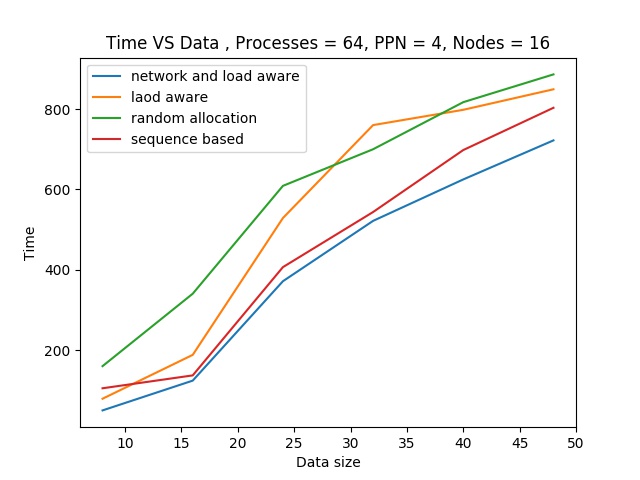 Time VS Data , Processes = 64, PPN = 4, Nodes = 16
network and load aware
laod aware
random allocation
sequence based
800
600
400
200
Time
10 15 20 25 30 35 40 45 50
Data size